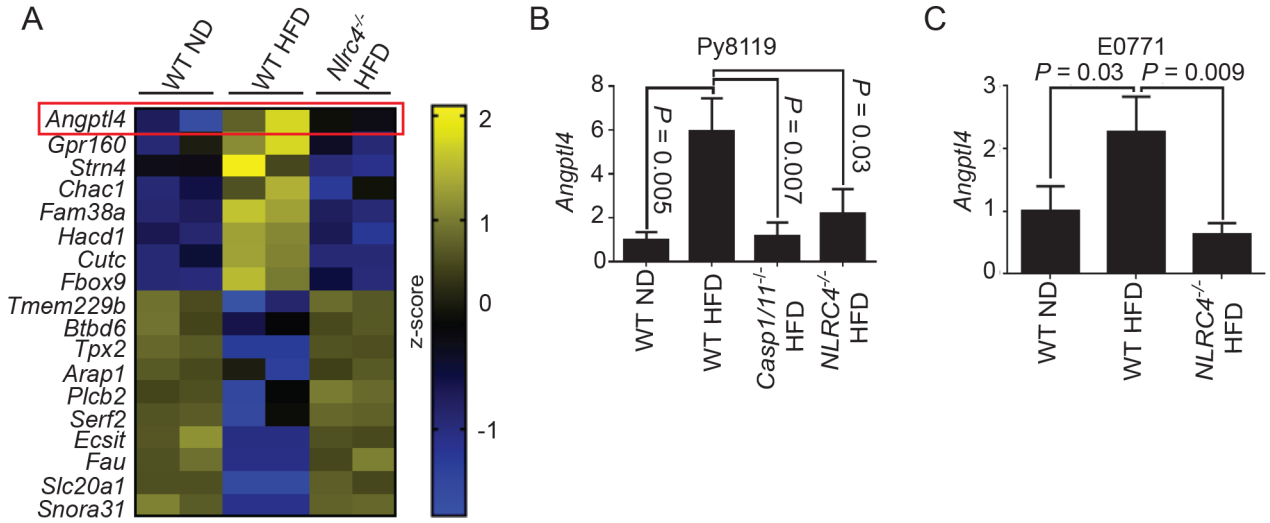 A
WT ND
WT HFD
Nlrc4-/-
HFD
Angptl4
Gpr160
Strn4
Chac1
Fam38a
Hacd1
Cutc
Fbox9
Tmem229b
Btbd6
Tpx2
Arap1
Plcb2
Serf2
Ecsit
Fau
Slc20a1
Snora31
z-score
2
1
0
-1
B
Py8119
Angptl4
8
6
4
2
0
P = 0.005
P = 0.007
P = 0.03
WT ND
WT HFD
Casp1/11-/-
HFD
NLRC4-/-
HFD
C
E0771
P = 0.03
P = 0.009
Angptl4
3
2
1
0
WT ND
WT HFD
NLRC4-/-
HFD